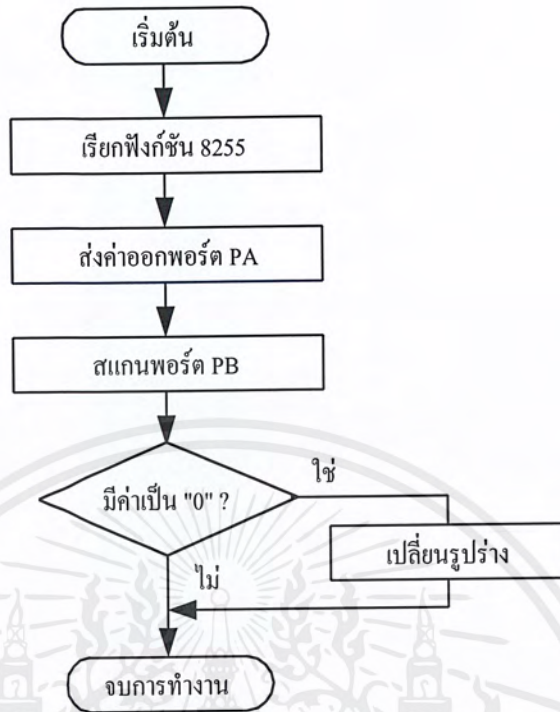 เริ่มต้น
เรียกฟังก์ชัน 8255
ส่งค่าออกพอร์ต PA
สแกนพอร์ต PB
มีค่าเป็น "0" ?
ใช่
เปลี่ยนรูปร่าง
ไม่
จบการทำงาน